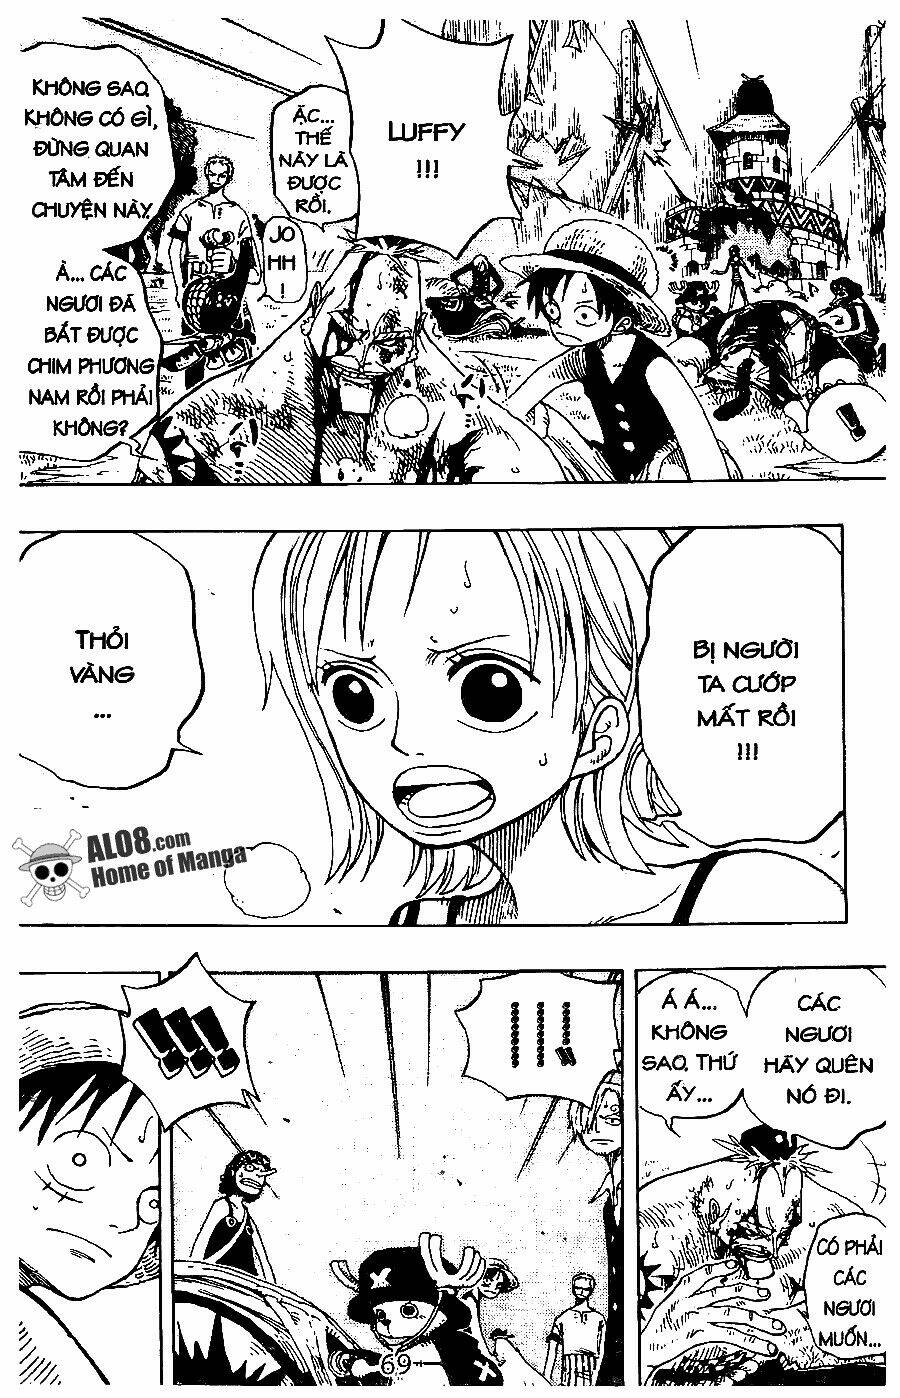 LUFFY
!!!
ẶC...
THẾ
NÀY LÀ
ĐƯỢC
RỒI.
JO
HH
!
KHÔNG SAO,
KHÔNG CÓ GÌ,
ĐỪNG QUAN
TÂM ĐẾN
CHUYỆN NÀY.
À... CÁC
NGƯƠI ĐÃ
BẮT ĐƯỢC
CHIM PHƯƠNG
NAM RỒI PHẢI
KHÔNG?
!
BỊ NGƯỜI
TA CƯỚP
MẤT RỒI
!!!
THỎI
VÀNG
...
AL08.com
Home of Manga
CÁC
NGƯƠI
HÃY QUÊN
NÓ ĐI.
Á Á...
KHÔNG
SAO, THỨ
ẤY...
CÓ PHẢI
CÁC
NGƯƠI
MUỐN...
!!!
69